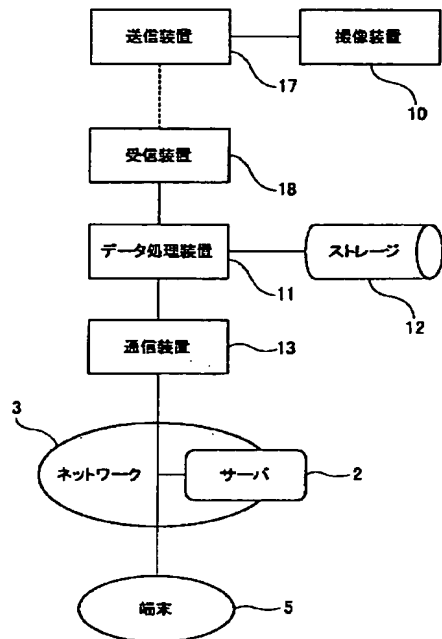 送信装置
撮像装置
17
10
受信装置
18
データ処理装置
ストレージ
11
12
通信装置
13
3
ネットワーク
サーバ
2
端末
5